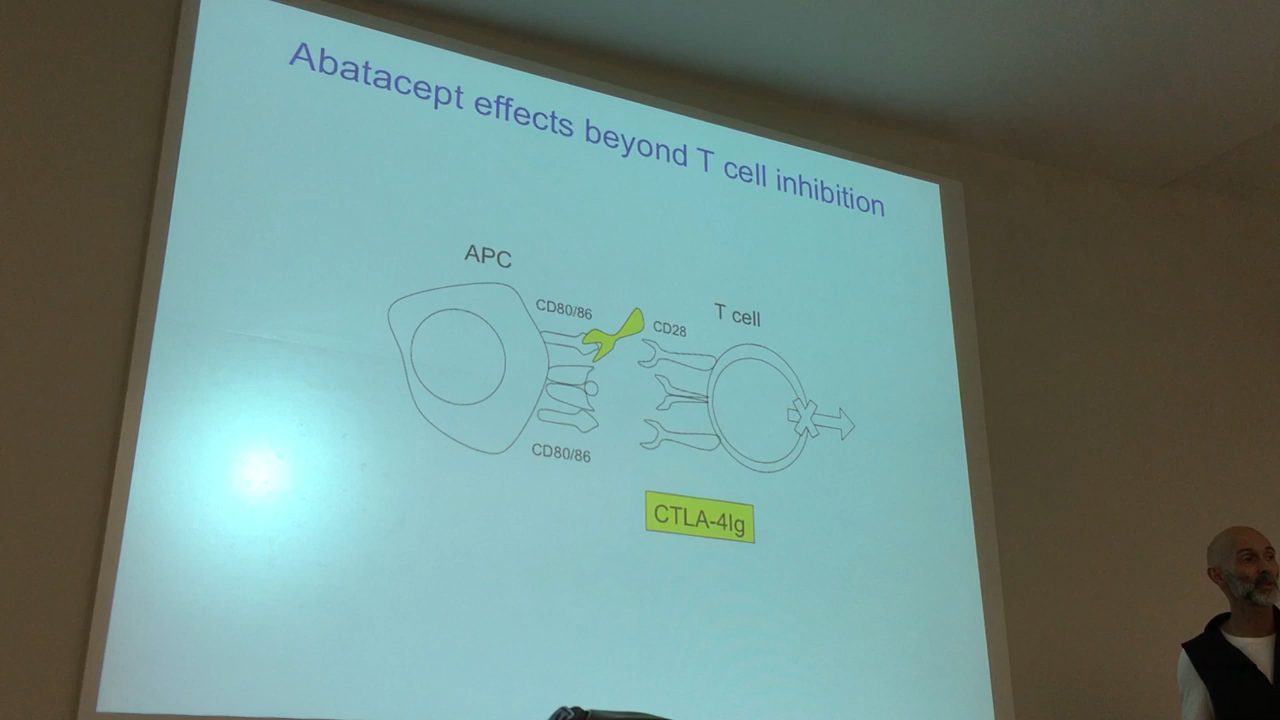 Abatacept effects beyond T cell inhibition
APC
CD80/86
CD28
T cell
CD80/86
CTLA-4Ig